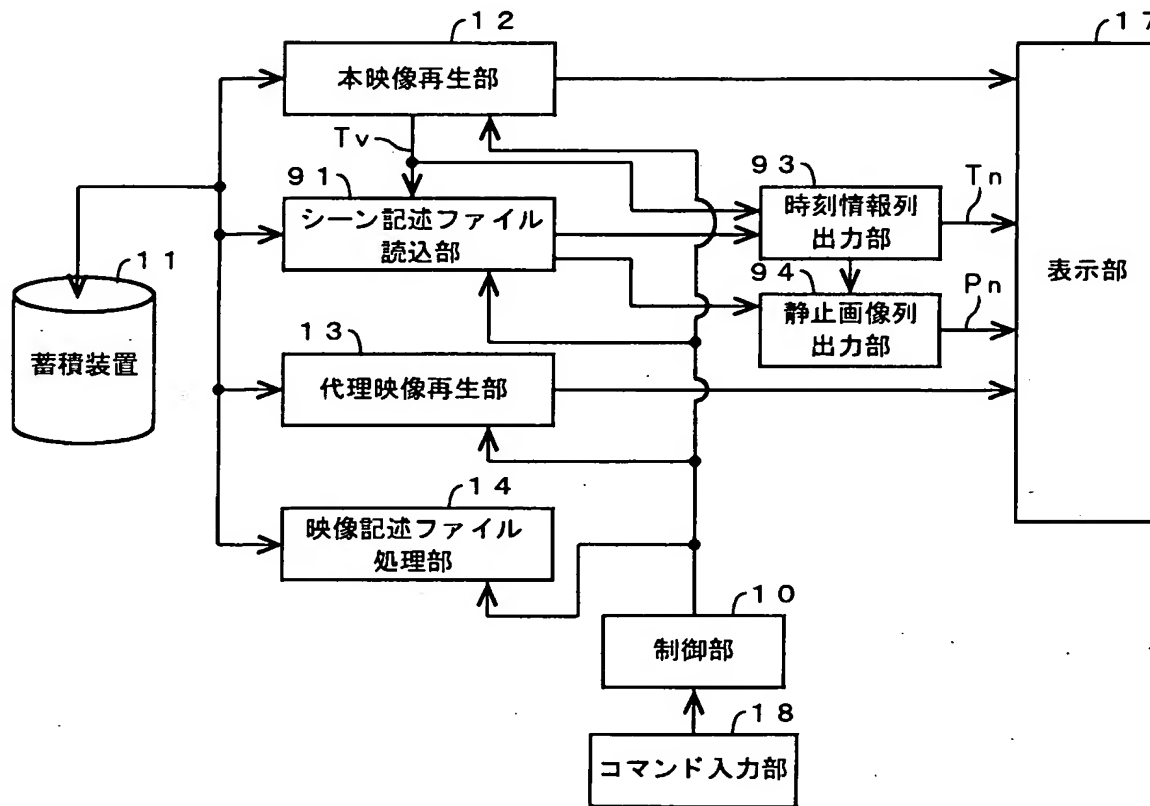 12
本映像再生部
17
Tv
91
シーン記述ファイル
読込部
93
時刻情報列
出力部
Tn
11
蓄積装置
94
静止画像列
出力部
Pn
表示部
13
代理映像再生部
14
映像記述ファイル
処理部
10
制御部
18
コマンド入力部